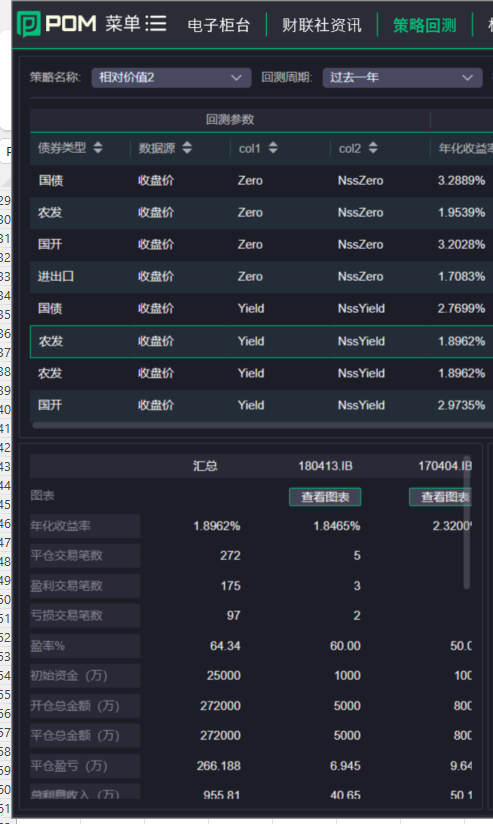 POM 菜单 电子柜台 财联社资讯 策略回测
策略名称: 相对价值2 回测周期: 过去一年
回测参数
债券类型 数据源 col1 col2 年化收益率
国债 收盘价 Zero NssZero 3.2889%
农发 收盘价 Zero NssZero 1.9539%
国开 收盘价 Zero NssZero 3.2028%
进出口 收盘价 Zero NssZero 1.7083%
国债 收盘价 Yield NssYield 2.7699%
农发 收盘价 Yield NssYield 1.8962%
农发 收盘价 Yield NssYield 1.8962%
国开 收盘价 Yield NssYield 2.9735%
汇总 180413.IB 170404.IB
图表 查看图表 查看图表
年化收益率 1.8962% 1.8465% 2.3200%
平仓交易笔数 272 5
盈利交易笔数 175 3
亏损交易笔数 97 2
盈率% 64.34 60.00 50.0
初始资金 (万) 25000 1000 100
开仓总金额 (万) 272000 5000 800
平仓总金额 (万) 272000 5000 800
平仓盈亏 (万) 266.188 6.945 9.64
总利息收入 (万) 955.81 40.65 50.1